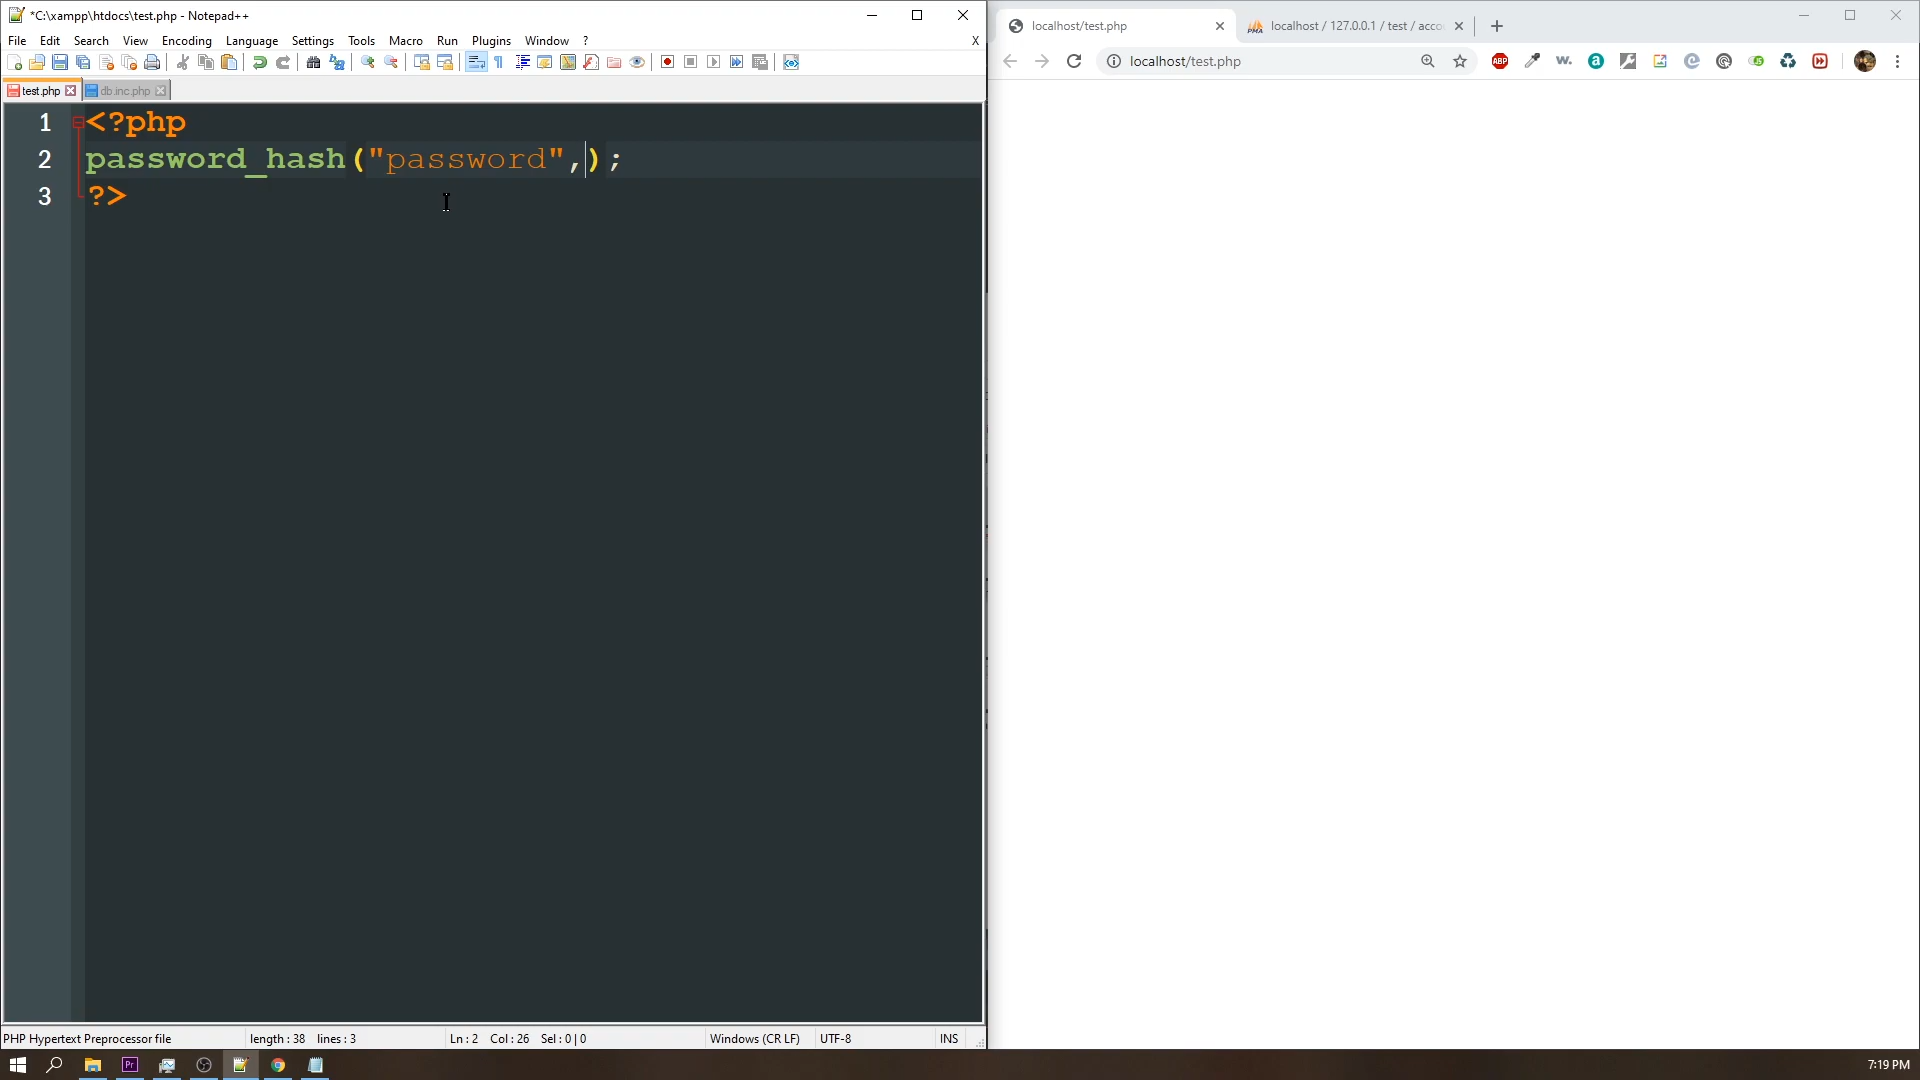 *C:\xampp\htdocs\test.php - Notepad++
File Edit Search View Encoding Language Settings Tools Macro Run Plugins Window ? X
test.php db.inc.php
1 <?php
2 password_hash("password",);
3 ?>
PHP Hypertext Preprocessor file length : 38 lines : 3 Ln : 2 Col : 26 Sel : 0 | 0 Windows (CR LF) UTF-8 INS
localhost/test.php localhost / 127.0.0.1 / test / acco
localhost/test.php
ABP w. a
Pr
7:19 PM